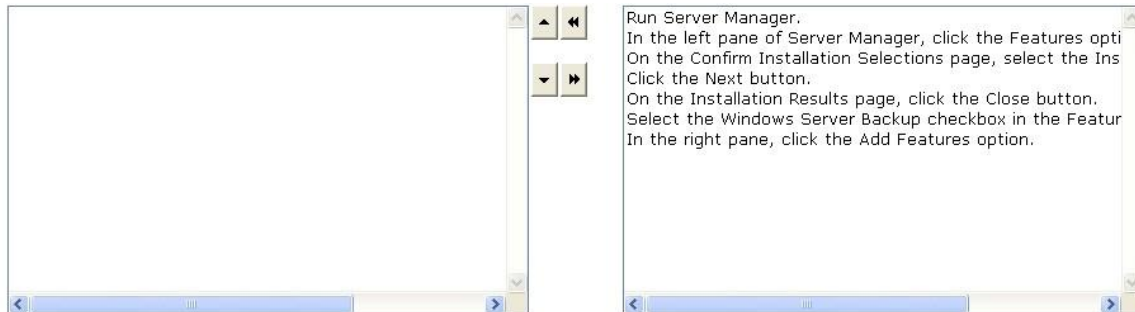 Run Server Manager.
In the left pane of Server Manager, click the Features opti
On the Confirm Installation Selections page, select the Ins
Click the Next button.
On the Installation Results page, click the Close button.
Select the Windows Server Backup checkbox in the Featur
In the right pane, click the Add Features option.